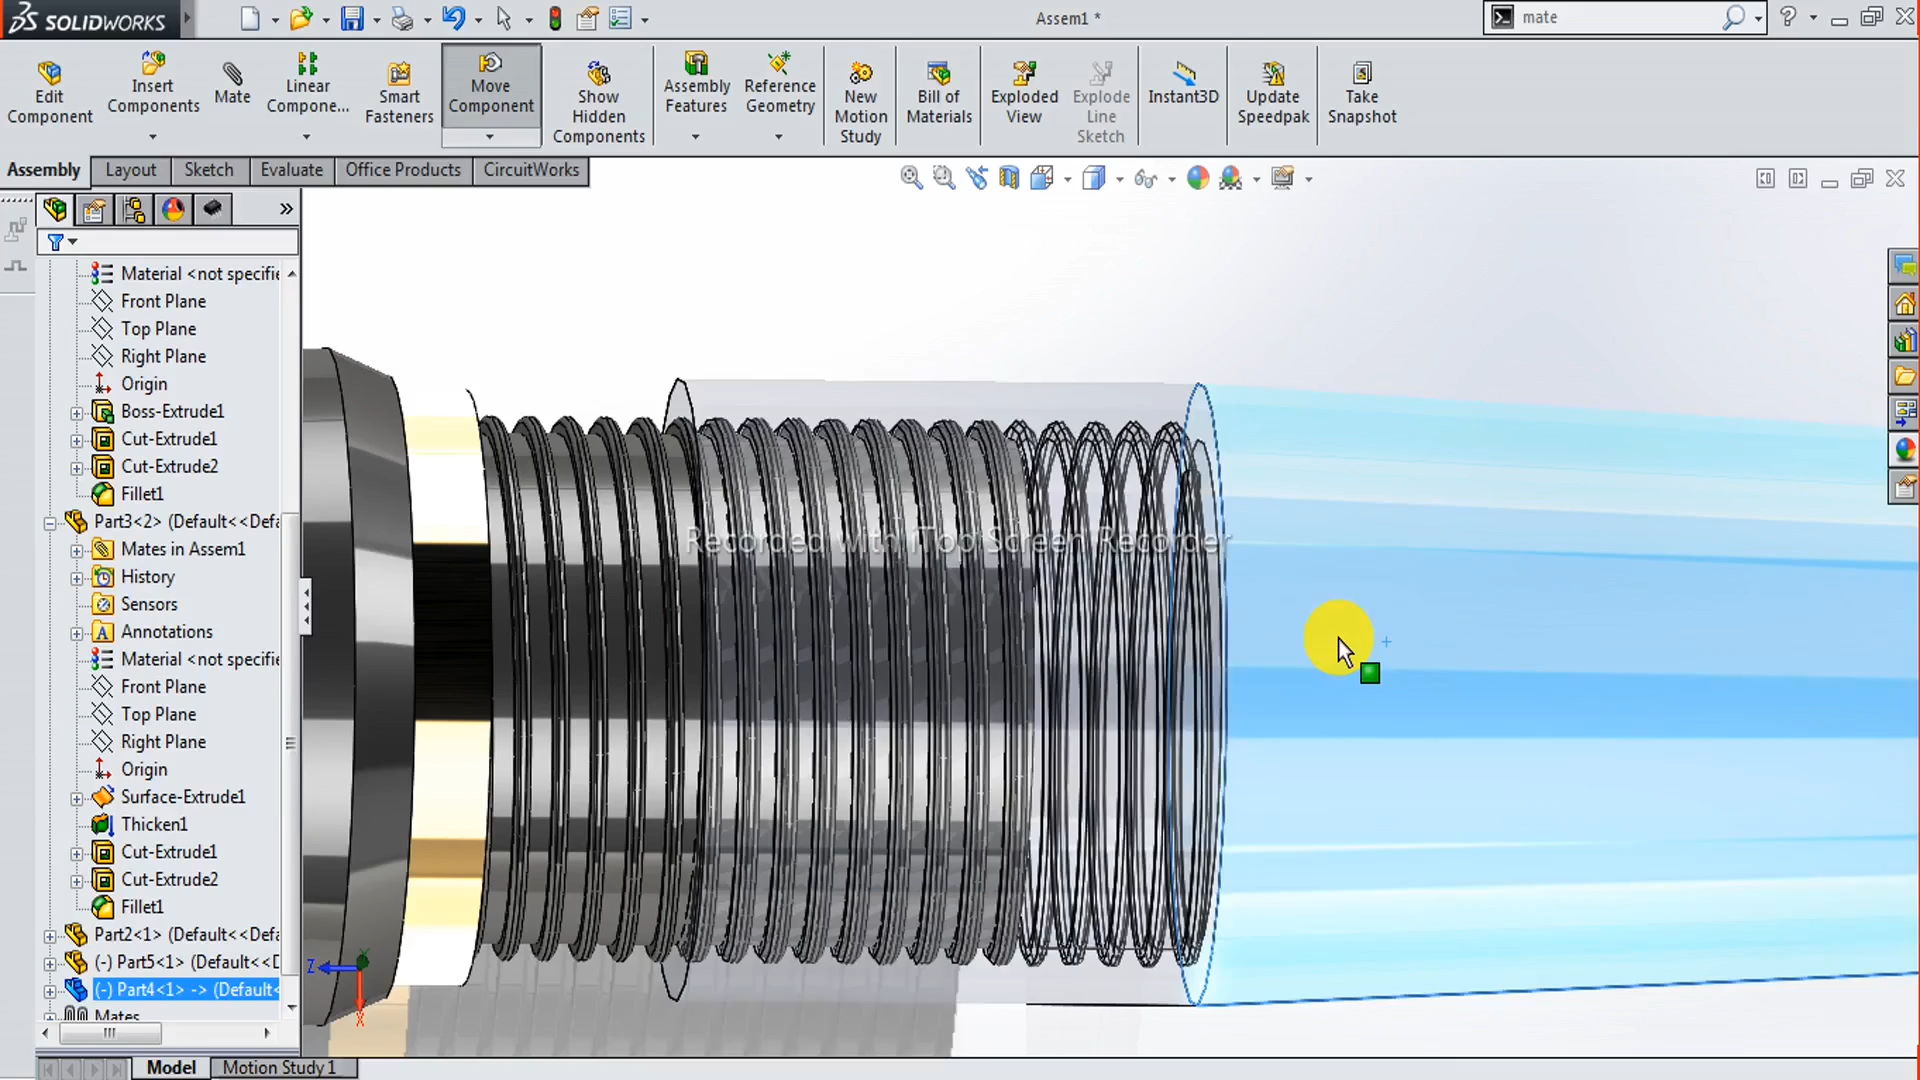 SOLIDWORKS
Assem1 *
mate
Edit
Component
Insert
Components
Mate
Linear
Compone...
Smart
Fasteners
Move
Component
Show
Hidden
Components
Assembly
Features
Reference
Geometry
New
Motion
Study
Bill of
Materials
Exploded
View
Explode
Line
Sketch
Instant3D
Update
Speedpak
Take
Snapshot
Assembly
Layout
Sketch
Evaluate
Office Products
CircuitWorks
Material <not specifie
Front Plane
Top Plane
Right Plane
Origin
Boss-Extrude1
Cut-Extrude1
Cut-Extrude2
Fillet1
Part3<2> (Default<<Defa
Mates in Assem1
History
Sensors
Annotations
Material <not specifie
Front Plane
Top Plane
Right Plane
Origin
Surface-Extrude1
Thicken1
Cut-Extrude1
Cut-Extrude2
Fillet1
Part2<1> (Default<<Defa
(-) Part5<1> (Default<<D
(-) Part4<1> -> (Default<
Mates
Recorded with iTop Screen Recorder
Z
Y
X
Model
Motion Study 1